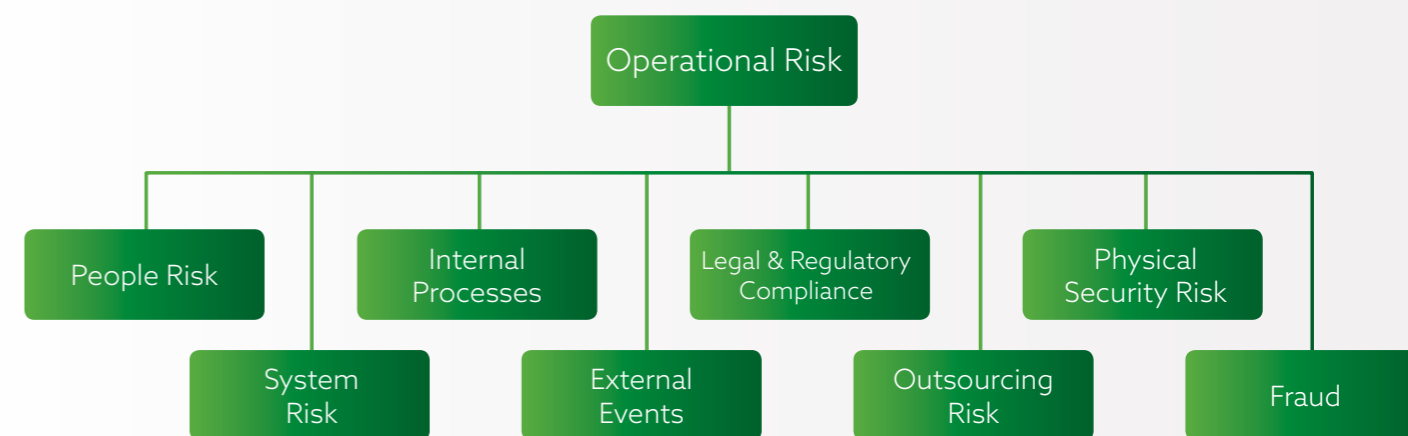 Operational Risk
People Risk
Internal
Processes
Legal & Regulatory
Compliance
Physical
Security Risk
System
Risk
External
Events
Outsourcing
Risk
Fraud